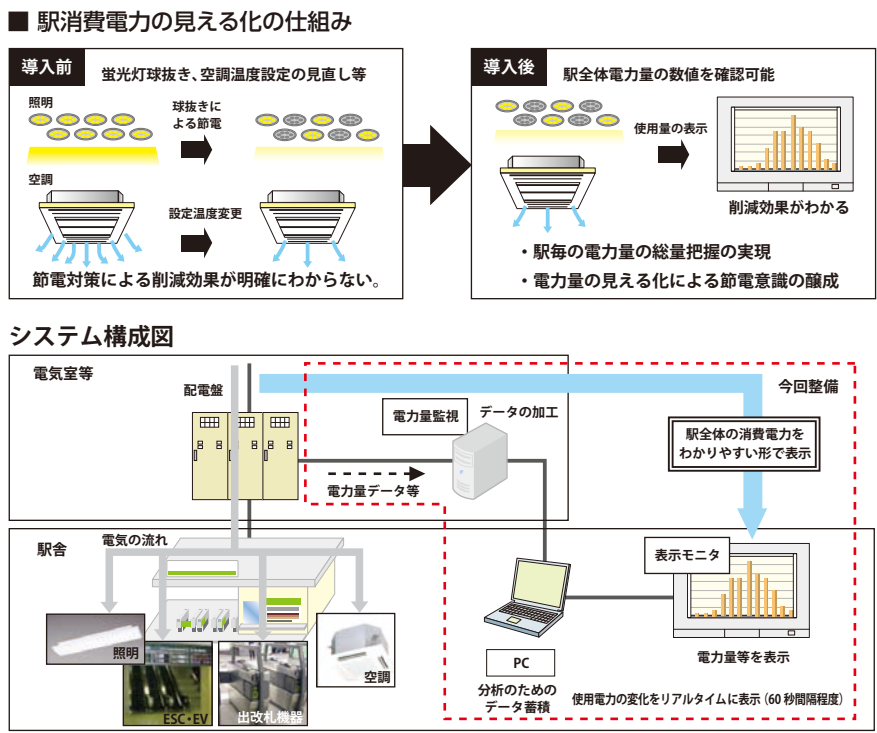 ■ 駅消費電力の見える化の仕組み
導入前
蛍光灯球抜き、空調温度設定の見直し等
照明
球抜きに
よる節電
空調
設定温度変更
節電対策による削減効果が明確にわからない。
導入後
駅全体電力量の数値を確認可能
使用量の表示
削減効果がわかる
・駅毎の電力量の総量把握の実現
・電力量の見える化による節電意識の醸成
システム構成図
電気室等
配電盤
電力量監視
データの加工
電力量データ等
今回整備
駅全体の消費電力を
わかりやすい形で表示
駅舎
電気の流れ
照明
ESC・EV
出改札機器
空調
PC
分析のための
データ蓄積
表示モニタ
電力量等を表示
使用電力の変化をリアルタイムに表示（60 秒間隔程度）